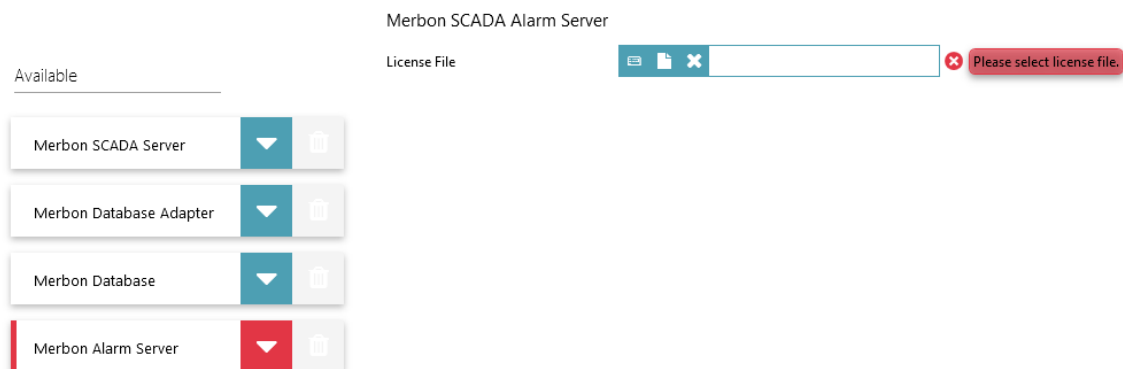 Merbon SCADA Alarm Server
License File
Please select license file.
Available
Merbon SCADA Server
Merbon Database Adapter
Merbon Database
Merbon Alarm Server